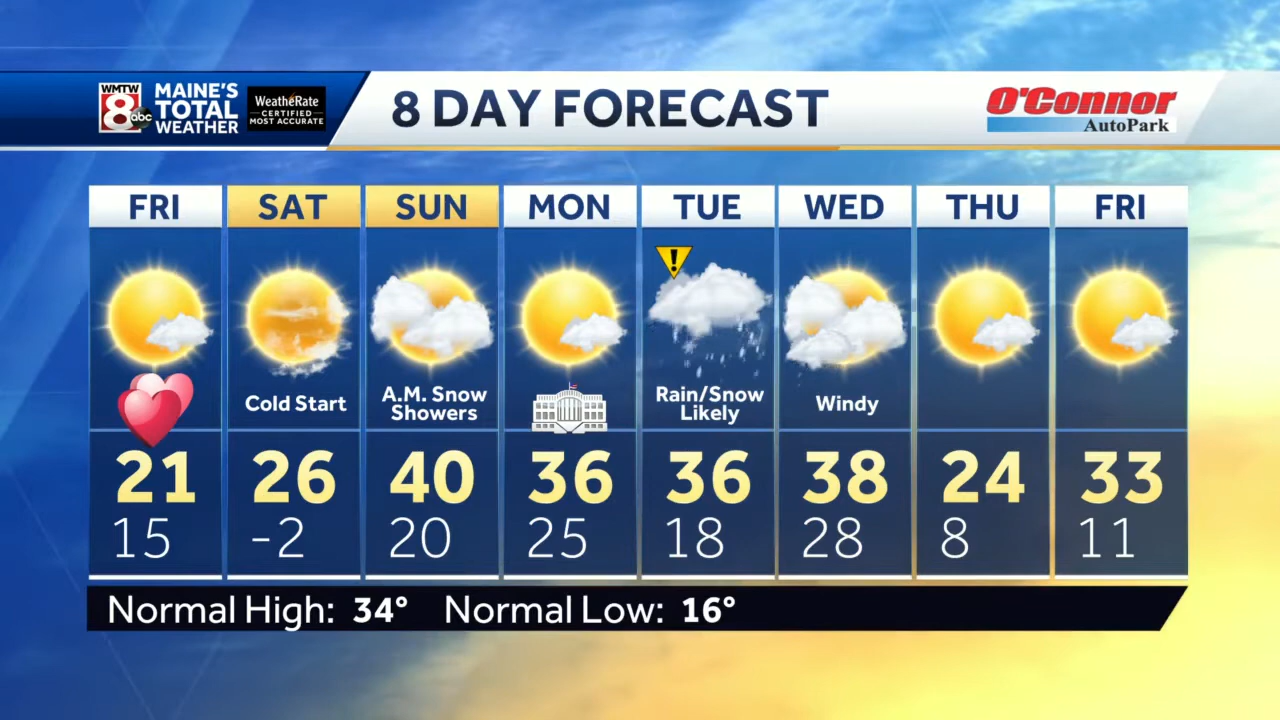 WMTW
8
abc
MAINE'S
TOTAL
WEATHER
WeatheRate
CERTIFIED
MOST ACCURATE
8 DAY FORECAST
O'Connor
AutoPark
FRI SAT SUN MON TUE WED THU FRI
!
Cold Start
A.M. Snow
Showers
Rain/Snow
Likely
Windy
21 26 40 36 36 38 24 33
15 -2 20 25 18 28 8 11
Normal High: 34° Normal Low: 16°